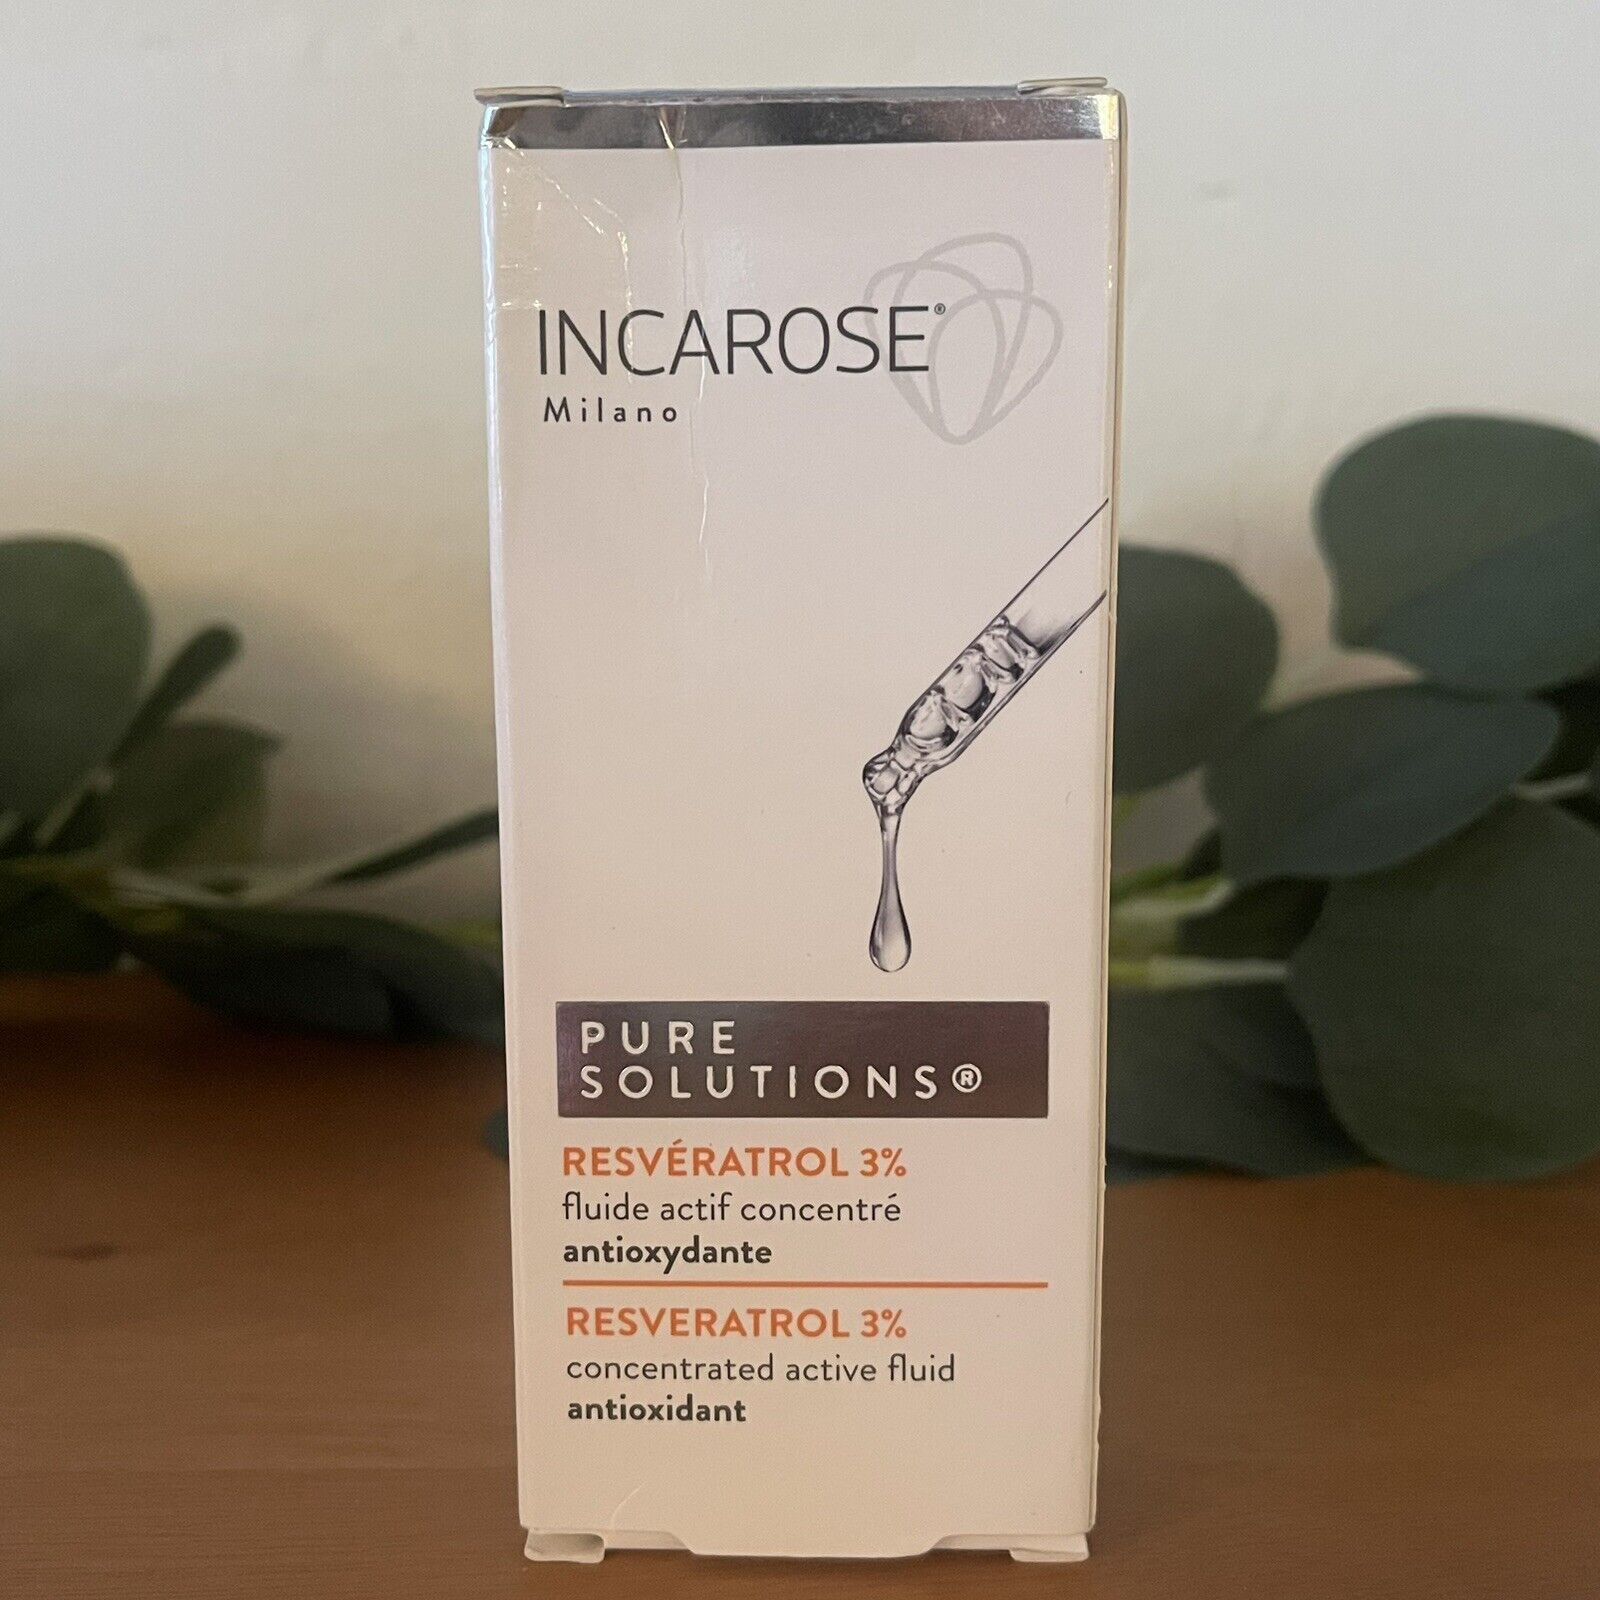 INCAROSE®
Milano
PURE
SOLUTIONS®
RESVÉRATROL 3%
fluide actif concentré
antioxydante
RESVERATROL 3%
concentrated active fluid
antioxidant